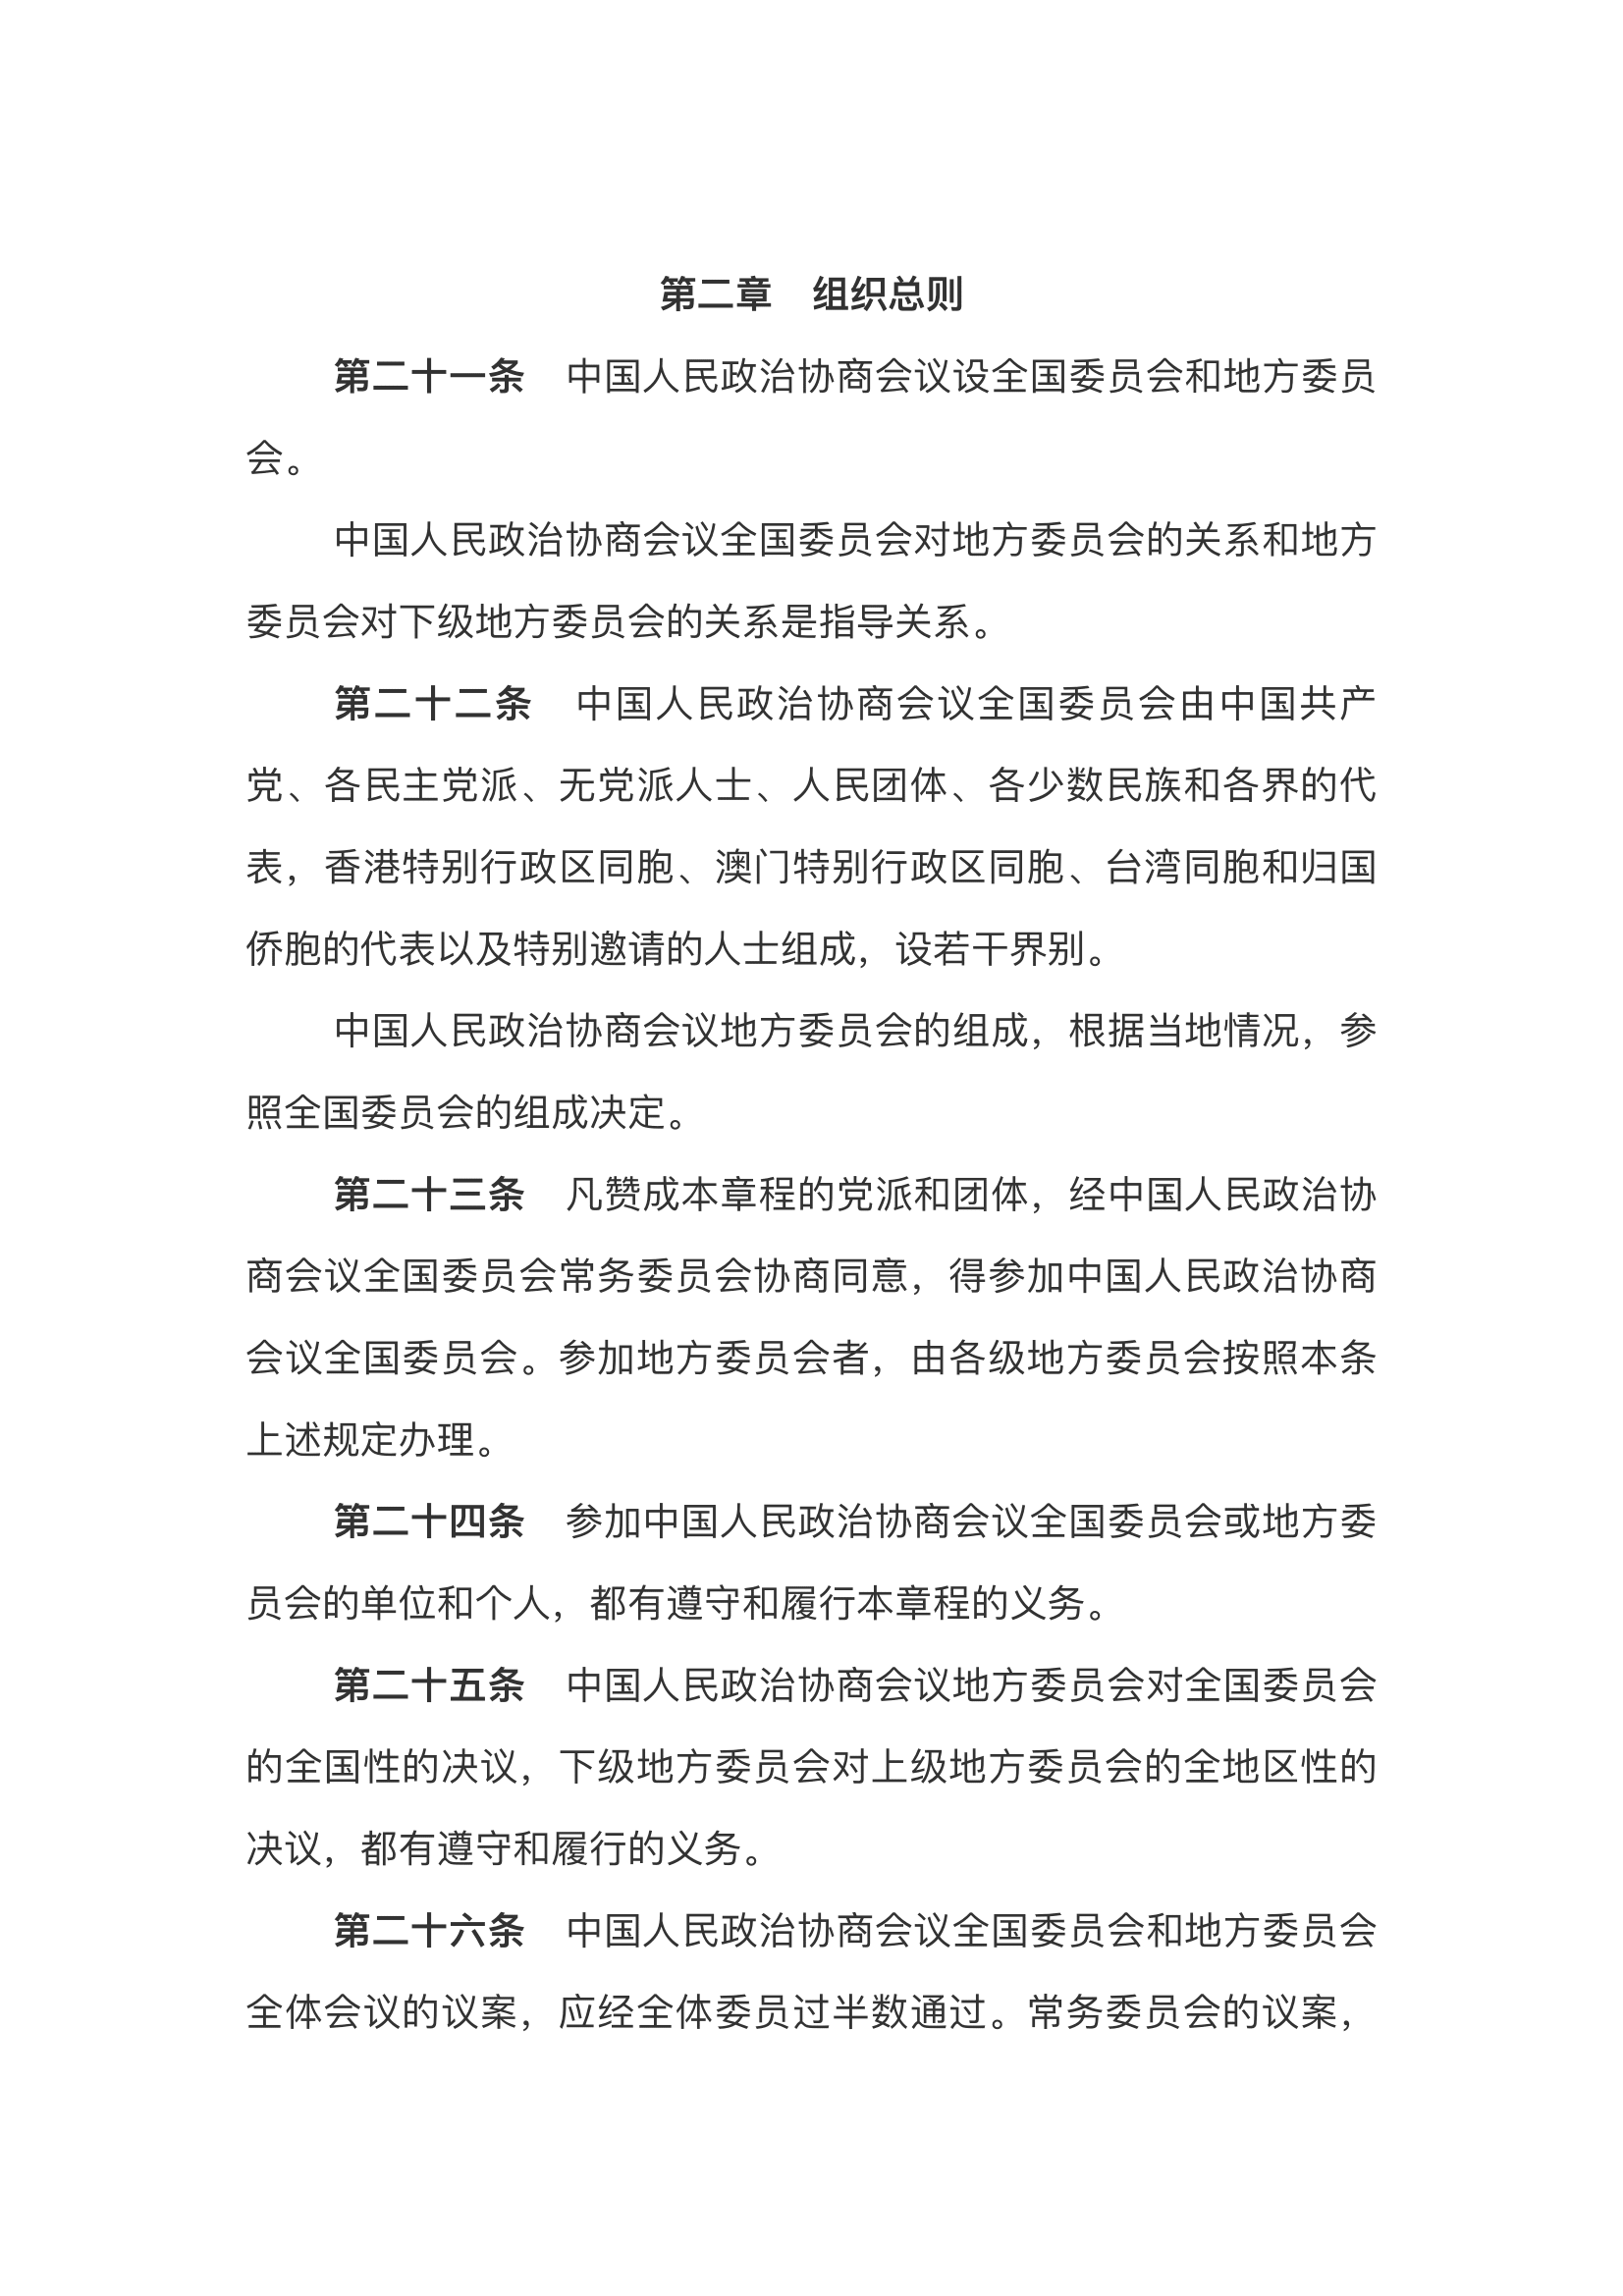 第二章　组织总则
第二十一条　中国人民政治协商会议设全国委员会和地方委员
会。
中国人民政治协商会议全国委员会对地方委员会的关系和地方
委员会对下级地方委员会的关系是指导关系。
第二十二条　中国人民政治协商会议全国委员会由中国共产
党、各民主党派、无党派人士、人民团体、各少数民族和各界的代
表，香港特别行政区同胞、澳门特别行政区同胞、台湾同胞和归国
侨胞的代表以及特别邀请的人士组成，设若干界别。
中国人民政治协商会议地方委员会的组成，根据当地情况，参
照全国委员会的组成决定。
第二十三条　凡赞成本章程的党派和团体，经中国人民政治协
商会议全国委员会常务委员会协商同意，得参加中国人民政治协商
会议全国委员会。参加地方委员会者，由各级地方委员会按照本条
上述规定办理。
第二十四条　参加中国人民政治协商会议全国委员会或地方委
员会的单位和个人，都有遵守和履行本章程的义务。
第二十五条　中国人民政治协商会议地方委员会对全国委员会
的全国性的决议，下级地方委员会对上级地方委员会的全地区性的
决议，都有遵守和履行的义务。
第二十六条　中国人民政治协商会议全国委员会和地方委员会
全体会议的议案，应经全体委员过半数通过。常务委员会的议案，